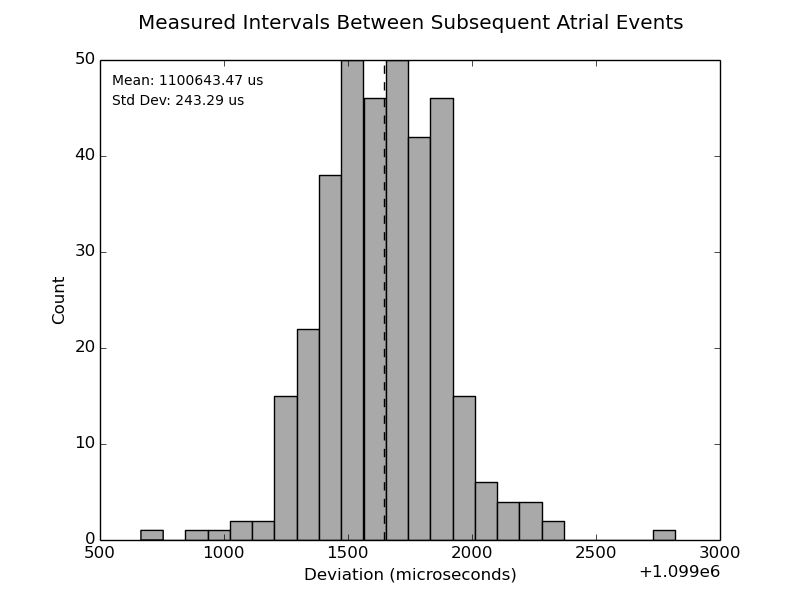 Measured Intervals Between Subsequent Atrial Events
Mean: 1100643.47 us
Std Dev: 243.29 us
50
40
30
20
10
0
Count
500
1000
1500
2000
2500
3000
Deviation (microseconds)
+1.099e6